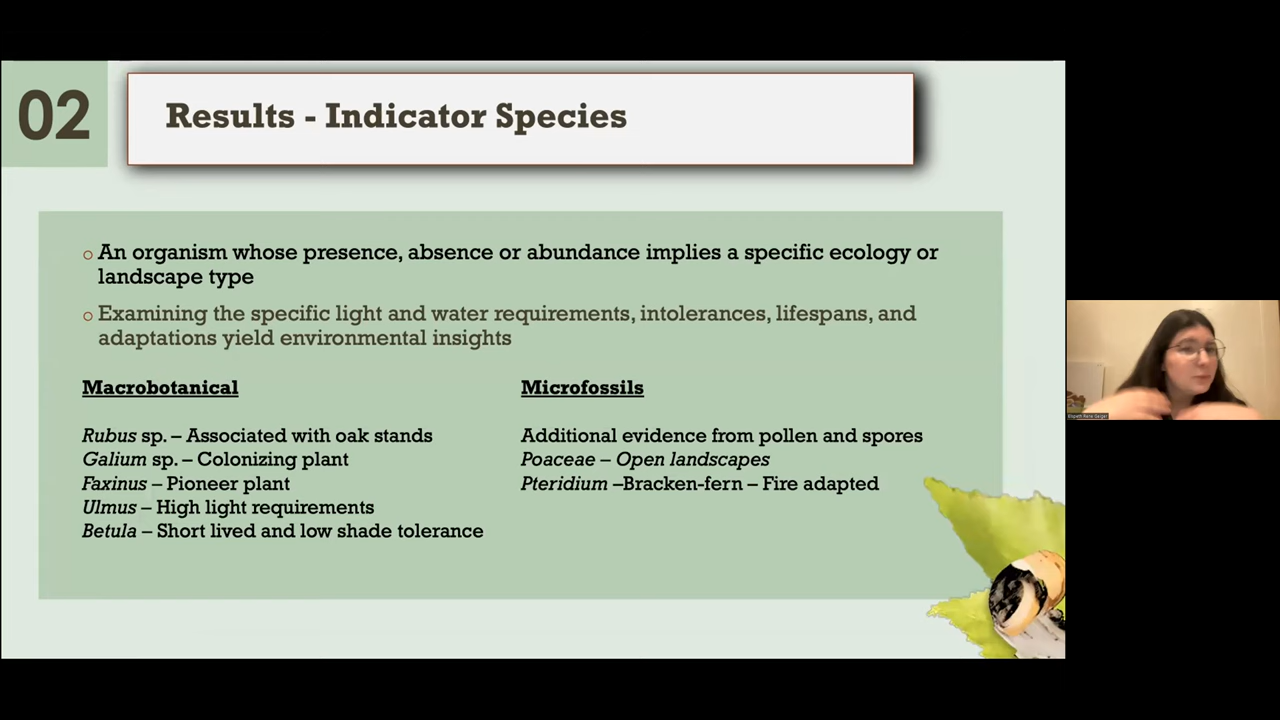 02
Results - Indicator Species
An organism whose presence, absence or abundance implies a specific ecology or
landscape type
Examining the specific light and water requirements, intolerances, lifespans, and
adaptations yield environmental insights
Macrobotanical
Rubus sp. – Associated with oak stands
Galium sp. – Colonizing plant
Faxinus – Pioneer plant
Ulmus – High light requirements
Betula – Short lived and low shade tolerance
Microfossils
Additional evidence from pollen and spores
Poaceae – Open landscapes
Pteridium –Bracken-fern – Fire adapted